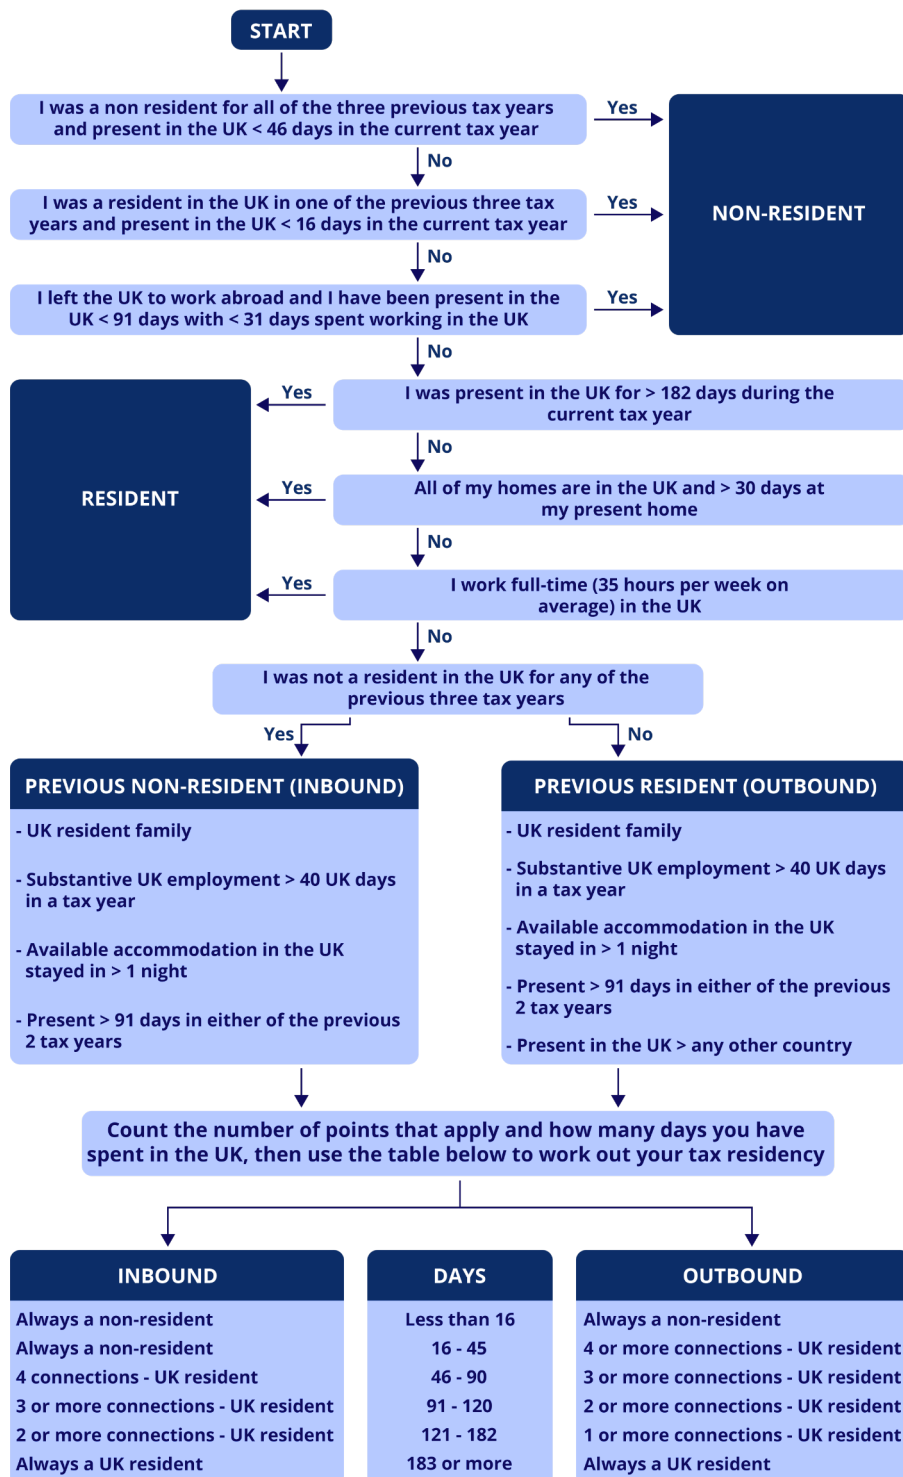 START
I was a non resident for all of the three previous tax years
and present in the UK < 46 days in the current tax year
Yes
No
I was a resident in the UK in one of the previous three tax
years and present in the UK < 16 days in the current tax year
Yes
NON-RESIDENT
No
I left the UK to work abroad and I have been present in the
UK < 91 days with < 31 days spent working in the UK
Yes
No
I was present in the UK for > 182 days during the
current tax year
Yes
No
All of my homes are in the UK and > 30 days at
my present home
Yes
RESIDENT
No
I work full-time (35 hours per week on
average) in the UK
Yes
No
I was not a resident in the UK for any of the
previous three tax years
Yes
No
PREVIOUS NON-RESIDENT (INBOUND)
- UK resident family
- Substantive UK employment > 40 UK days
in a tax year
- Available accommodation in the UK
stayed in > 1 night
- Present > 91 days in either of the previous
2 tax years
PREVIOUS RESIDENT (OUTBOUND)
- UK resident family
- Substantive UK employment > 40 UK days
in a tax year
- Available accommodation in the UK
stayed in > 1 night
- Present > 91 days in either of the previous
2 tax years
- Present in the UK > any other country
Count the number of points that apply and how many days you have
spent in the UK, then use the table below to work out your tax residency
INBOUND
Always a non-resident
Always a non-resident
4 connections - UK resident
3 or more connections - UK resident
2 or more connections - UK resident
Always a UK resident
DAYS
Less than 16
16 - 45
46 - 90
91 - 120
121 - 182
183 or more
OUTBOUND
Always a non-resident
4 or more connections - UK resident
3 or more connections - UK resident
2 or more connections - UK resident
1 or more connections - UK resident
Always a UK resident